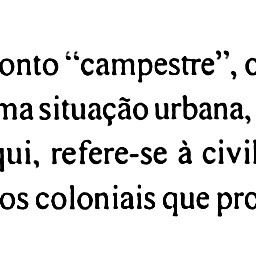 onto “campestre”, o
ma situação urbana,
qui, refere-se à civil
os coloniais que pro